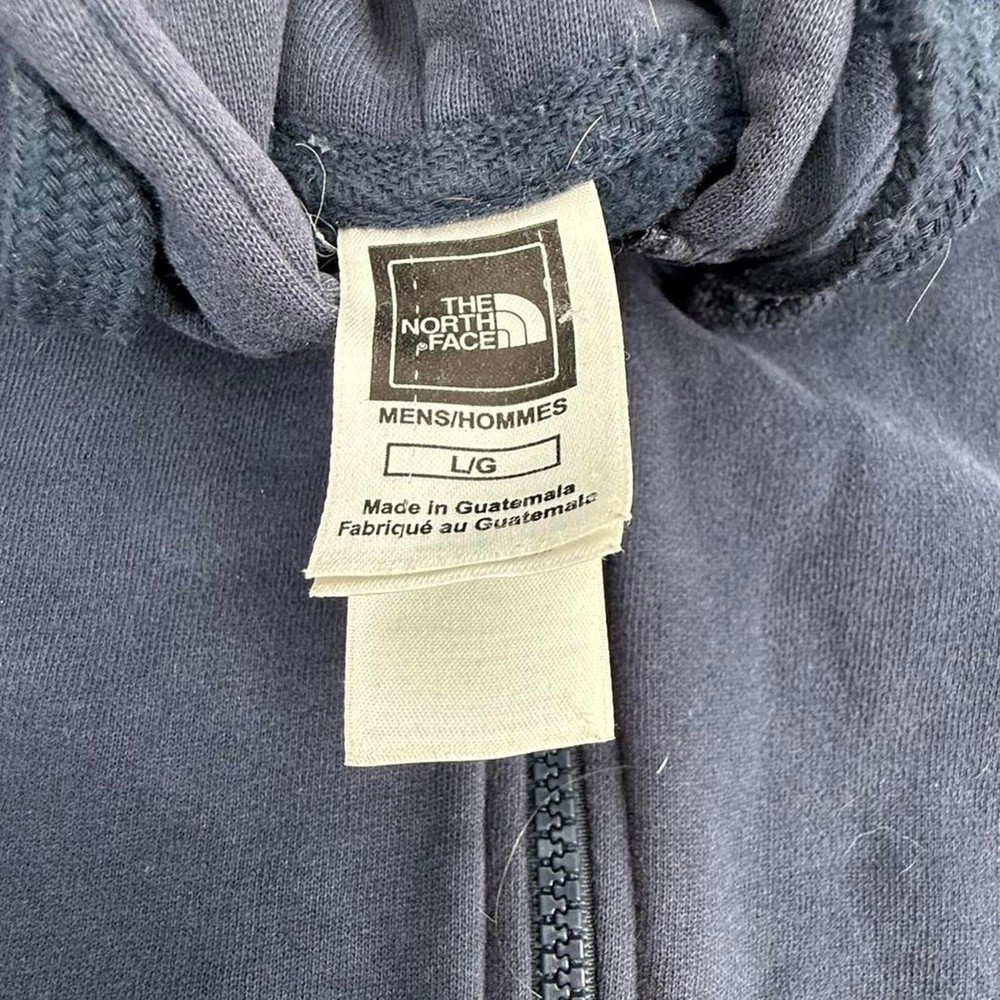 THE
NORTH
FACE
MENS/HOMMES
L/G
Made in Guatemala
Fabriqué au Guatemala